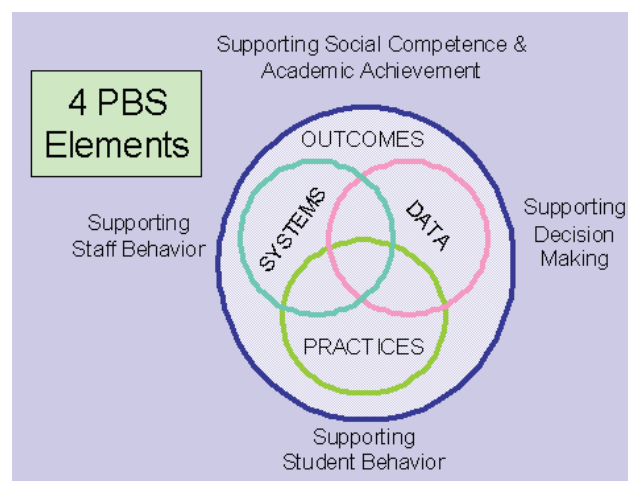 Supporting Social Competence &
Academic Achievement
4 PBS
Elements
OUTCOMES
SYSTEMS
DATA
Supporting
Staff Behavior
Supporting
Decision
Making
PRACTICES
Supporting
Student Behavior